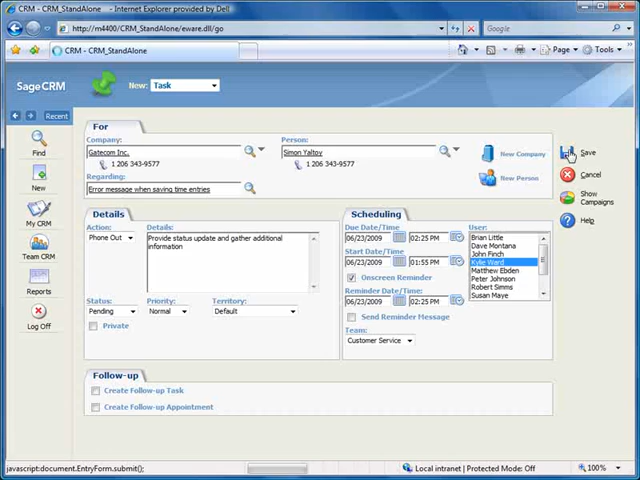 CRM - CRM_StandAlone - Internet Explorer provided by Dell
http://m4400/CRM_StandAlone/eware.dll/go
Google
CRM - CRM_StandAlone
Page
Tools
SageCRM
New: Task
Recent
Find
New
My CRM
Team CRM
Reports
Log Off
For
Company:
Person:
Gatecom Inc.
Simon Yaltoy
1 206 343-9577
1 206 343-9577
Regarding:
Error message when saving time entries
New Company
New Person
Save
Cancel
Show Campaigns
Help
Details
Action:
Details:
Phone Out
Provide status update and gather additional
information
Status:
Priority:
Territory:
Pending
Normal
Default
Private
Scheduling
Due Date/Time
User:
06/23/2009
02:25 PM
Start Date/Time
06/23/2009
01:55 PM
Onscreen Reminder
Reminder Date/Time:
06/23/2009
02:25 PM
Send Reminder Message
Team:
Customer Service
Brian Little
Dave Montana
John Finch
Kylie Ward
Matthew Ebden
Peter Johnson
Robert Simms
Susan Maye
Follow-up
Create Follow-up Task
Create Follow-up Appointment
javascript:document.EntryForm.submit();
Local intranet | Protected Mode: Off
100%